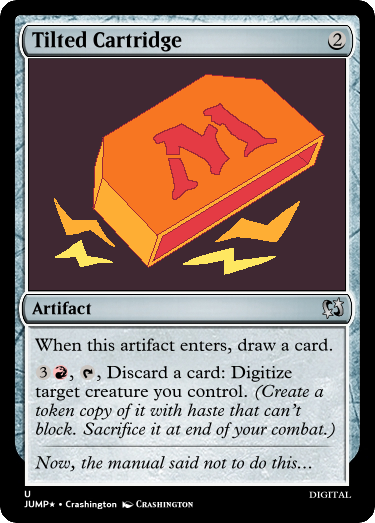 Tilted Cartridge 2
M
Artifact
When this artifact enters, draw a card.
3 , , Discard a card: Digitize
target creature you control. (Create a
token copy of it with haste that can't
block. Sacrifice it at end of your combat.)
Now, the manual said not to do this...
U DIGITAL
JUMP★ • Crashington CRASHINGTON